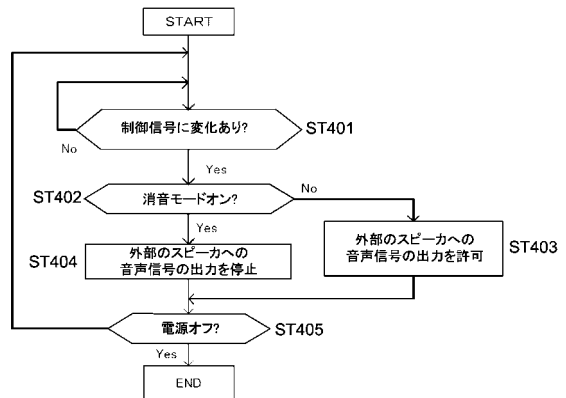 START
制御信号に変化あり?
ST401
No
Yes
ST402
消音モードオン?
No
Yes
外部のスピーカへの
音声信号の出力を許可
ST403
ST404
外部のスピーカへの
音声信号の出力を停止
電源オフ?
ST405
Yes
END